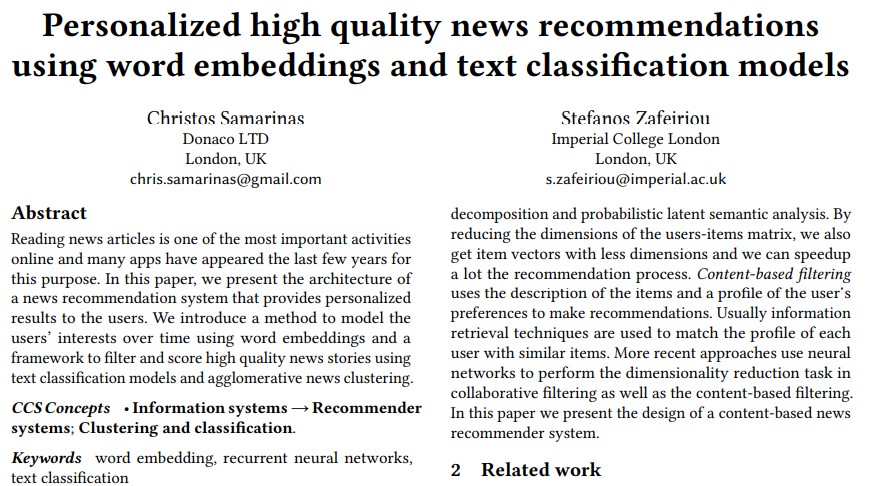 Personalized high quality news recommendations
using word embeddings and text classification models
Christos Samarinas
Donaco LTD
London, UK
chris.samarinas@gmail.com
Stefanos Zafeiriou
Imperial College London
London, UK
s.zafeiriou@imperial.ac.uk
Abstract
Reading news articles is one of the most important activities
online and many apps have appeared the last few years for
this purpose. In this paper, we present the architecture of
a news recommendation system that provides personalized
results to the users. We introduce a method to model the
users' interests over time using word embeddings and a
framework to filter and score high quality news stories using
text classification models and agglomerative news clustering.
CCS Concepts • Information systems → Recommender
systems; Clustering and classification.
Keywords word embedding, recurrent neural networks,
text classification
decomposition and probabilistic latent semantic analysis. By
reducing the dimensions of the users-items matrix, we also
get item vectors with less dimensions and we can speedup
a lot the recommendation process. Content-based filtering
uses the description of the items and a profile of the user's
preferences to make recommendations. Usually information
retrieval techniques are used to match the profile of each
user with similar items. More recent approaches use neural
networks to perform the dimensionality reduction task in
collaborative filtering as well as the content-based filtering.
In this paper we present the design of a content-based news
recommender system.
2 Related work